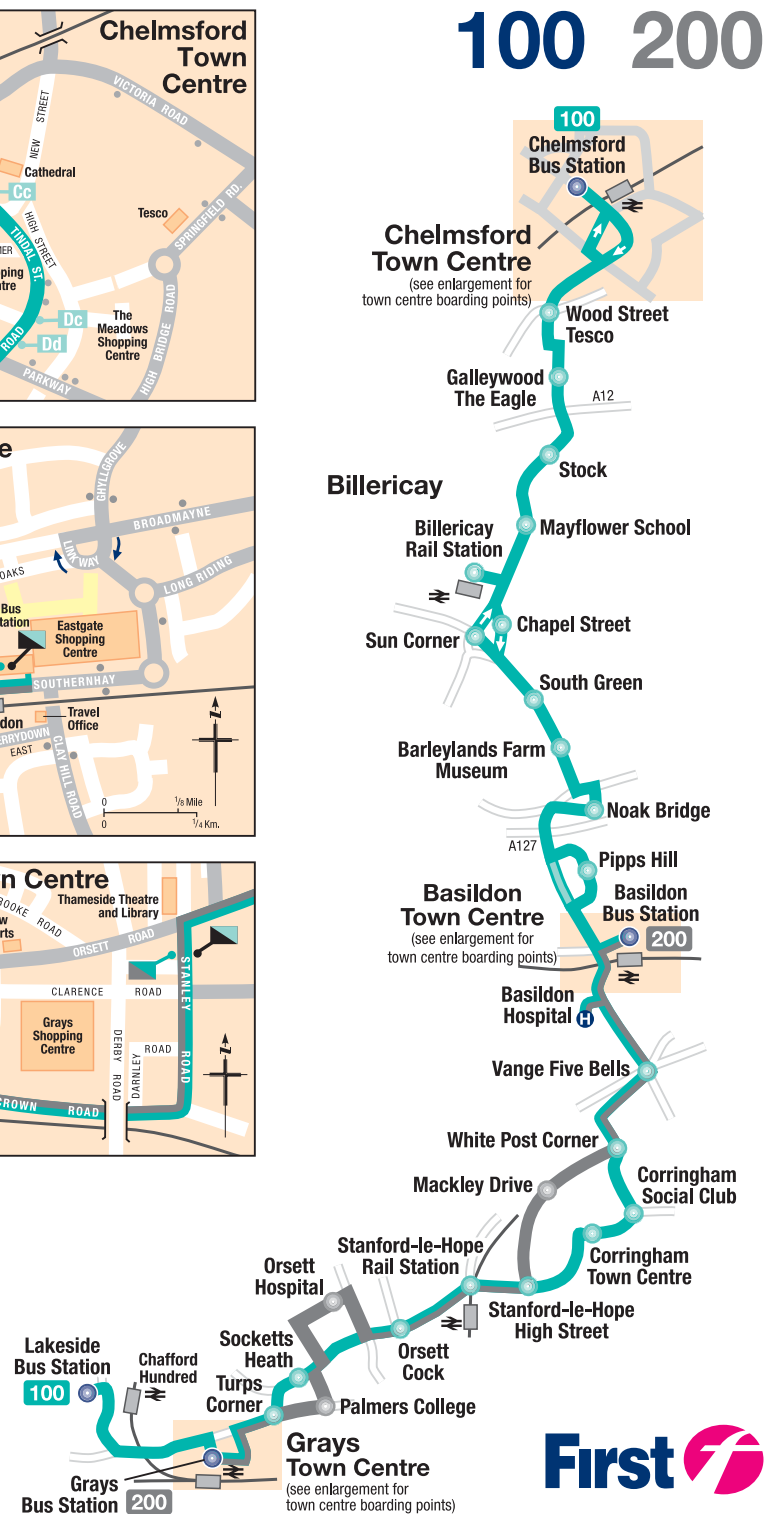 100 200
Chelmsford
Town
Centre
VICTORIA ROAD
NEW STREET
Cathedral
Cc
HIGH STREET
TINDAL ST.
Tesco
SPRINGFIELD RD.
ROAD
Dc
Dd
The
Meadows
Shopping
Centre
HIGH BRIDGE ROAD
PARKWAY
GHYLLGROVE
BROADMAYNE
LINK WAY
OAKS
LONG RIDING
Bus
Eastgate
Shopping
Centre
SOUTHERNHAY
Travel
Office
EAST
CLAY HILL ROAD
N
0 1/8 Mile
0 1/4 Km.
n Centre
Thameside Theatre
and Library
ORSETT ROAD
CLARENCE ROAD
STANLEY ROAD
Grays
Shopping
Centre
DERBY ROAD
DARNLEY
ROAD
CROWN ROAD
N
100
Chelmsford
Bus Station
Chelmsford
Town Centre
(see enlargement for
town centre boarding points)
Wood Street
Tesco
Galleywood
The Eagle
A12
Stock
Billericay
Mayflower School
Billericay
Rail Station
Chapel Street
Sun Corner
South Green
Barleylands Farm
Museum
Noak Bridge
A127
Pipps Hill
Basildon
Town Centre
(see enlargement for
town centre boarding points)
Basildon
Bus Station
200
Basildon
Hospital
H
Vange Five Bells
White Post Corner
Mackley Drive
Corringham
Social Club
Corringham
Town Centre
Stanford-le-Hope
Rail Station
Stanford-le-Hope
High Street
Orsett
Hospital
Orsett
Cock
Socketts
Heath
Turps
Corner
Palmers College
Lakeside
Bus Station
100
Chafford
Hundred
Grays
Town Centre
(see enlargement for
town centre boarding points)
Grays
Bus Station 200
First